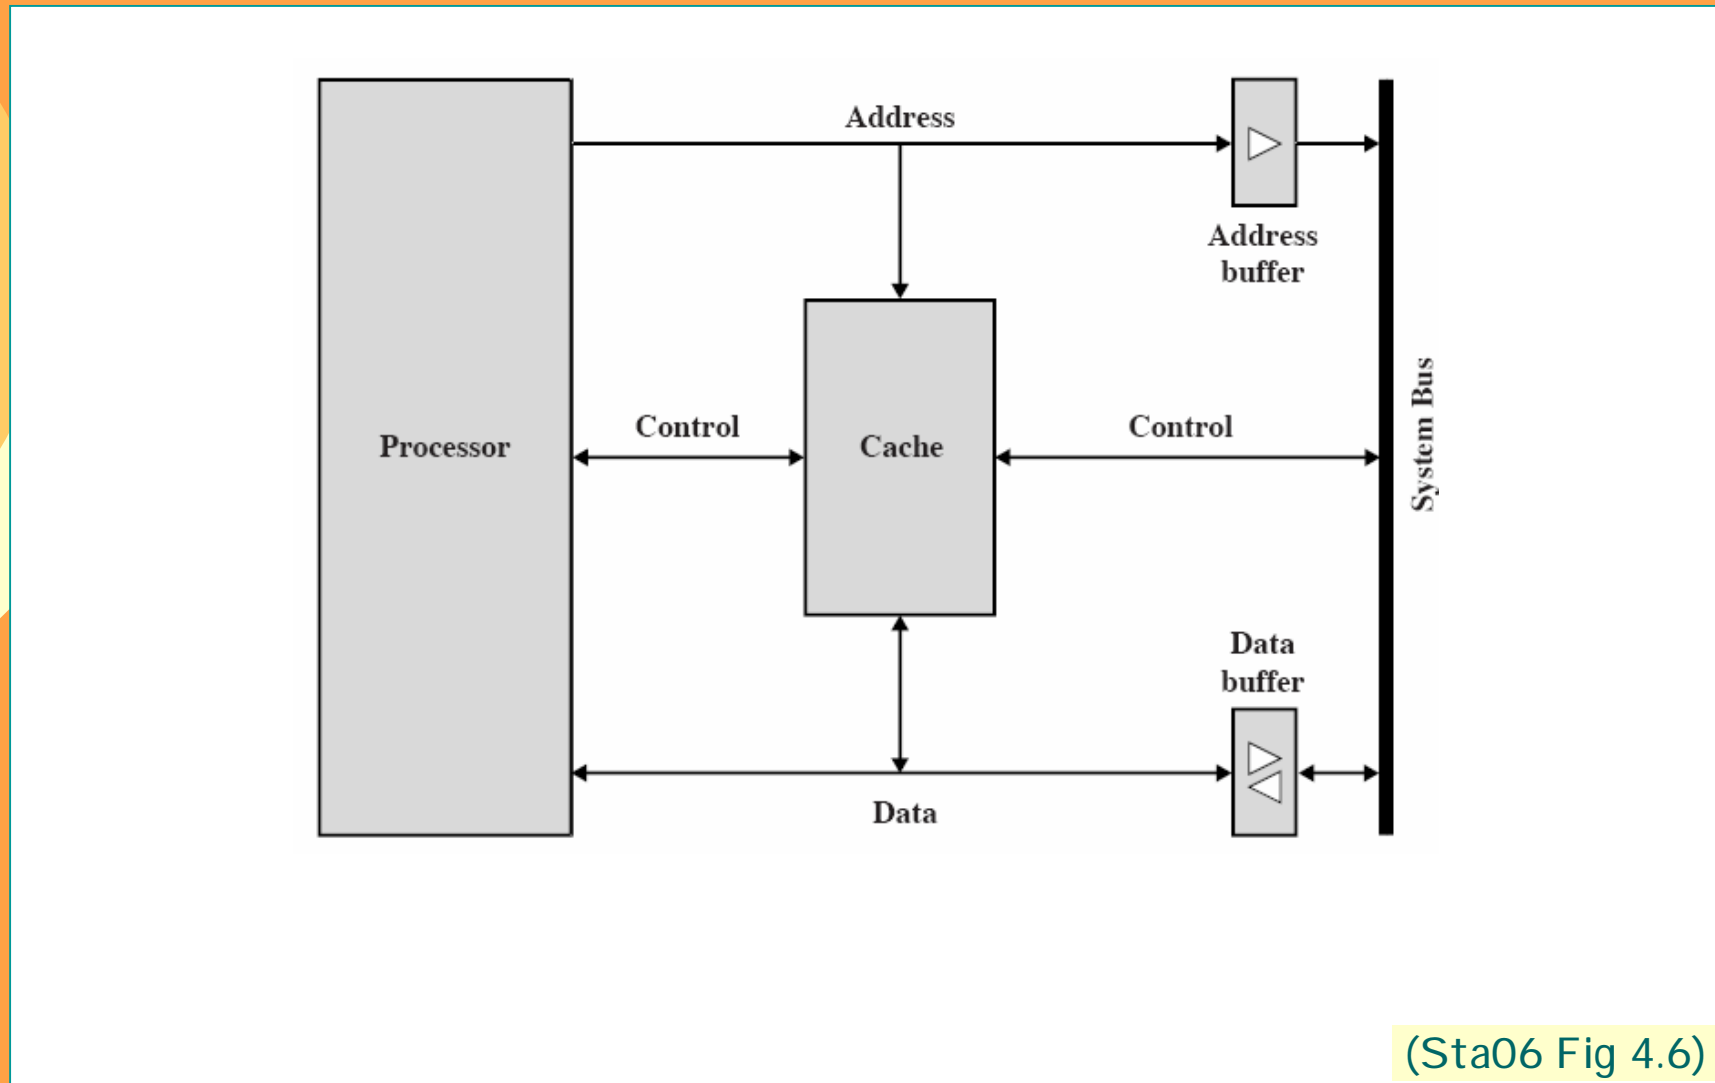 Address
Address
buffer
Processor
Control
Cache
Control
System Bus
Data
buffer
Data
(Sta06 Fig 4.6)